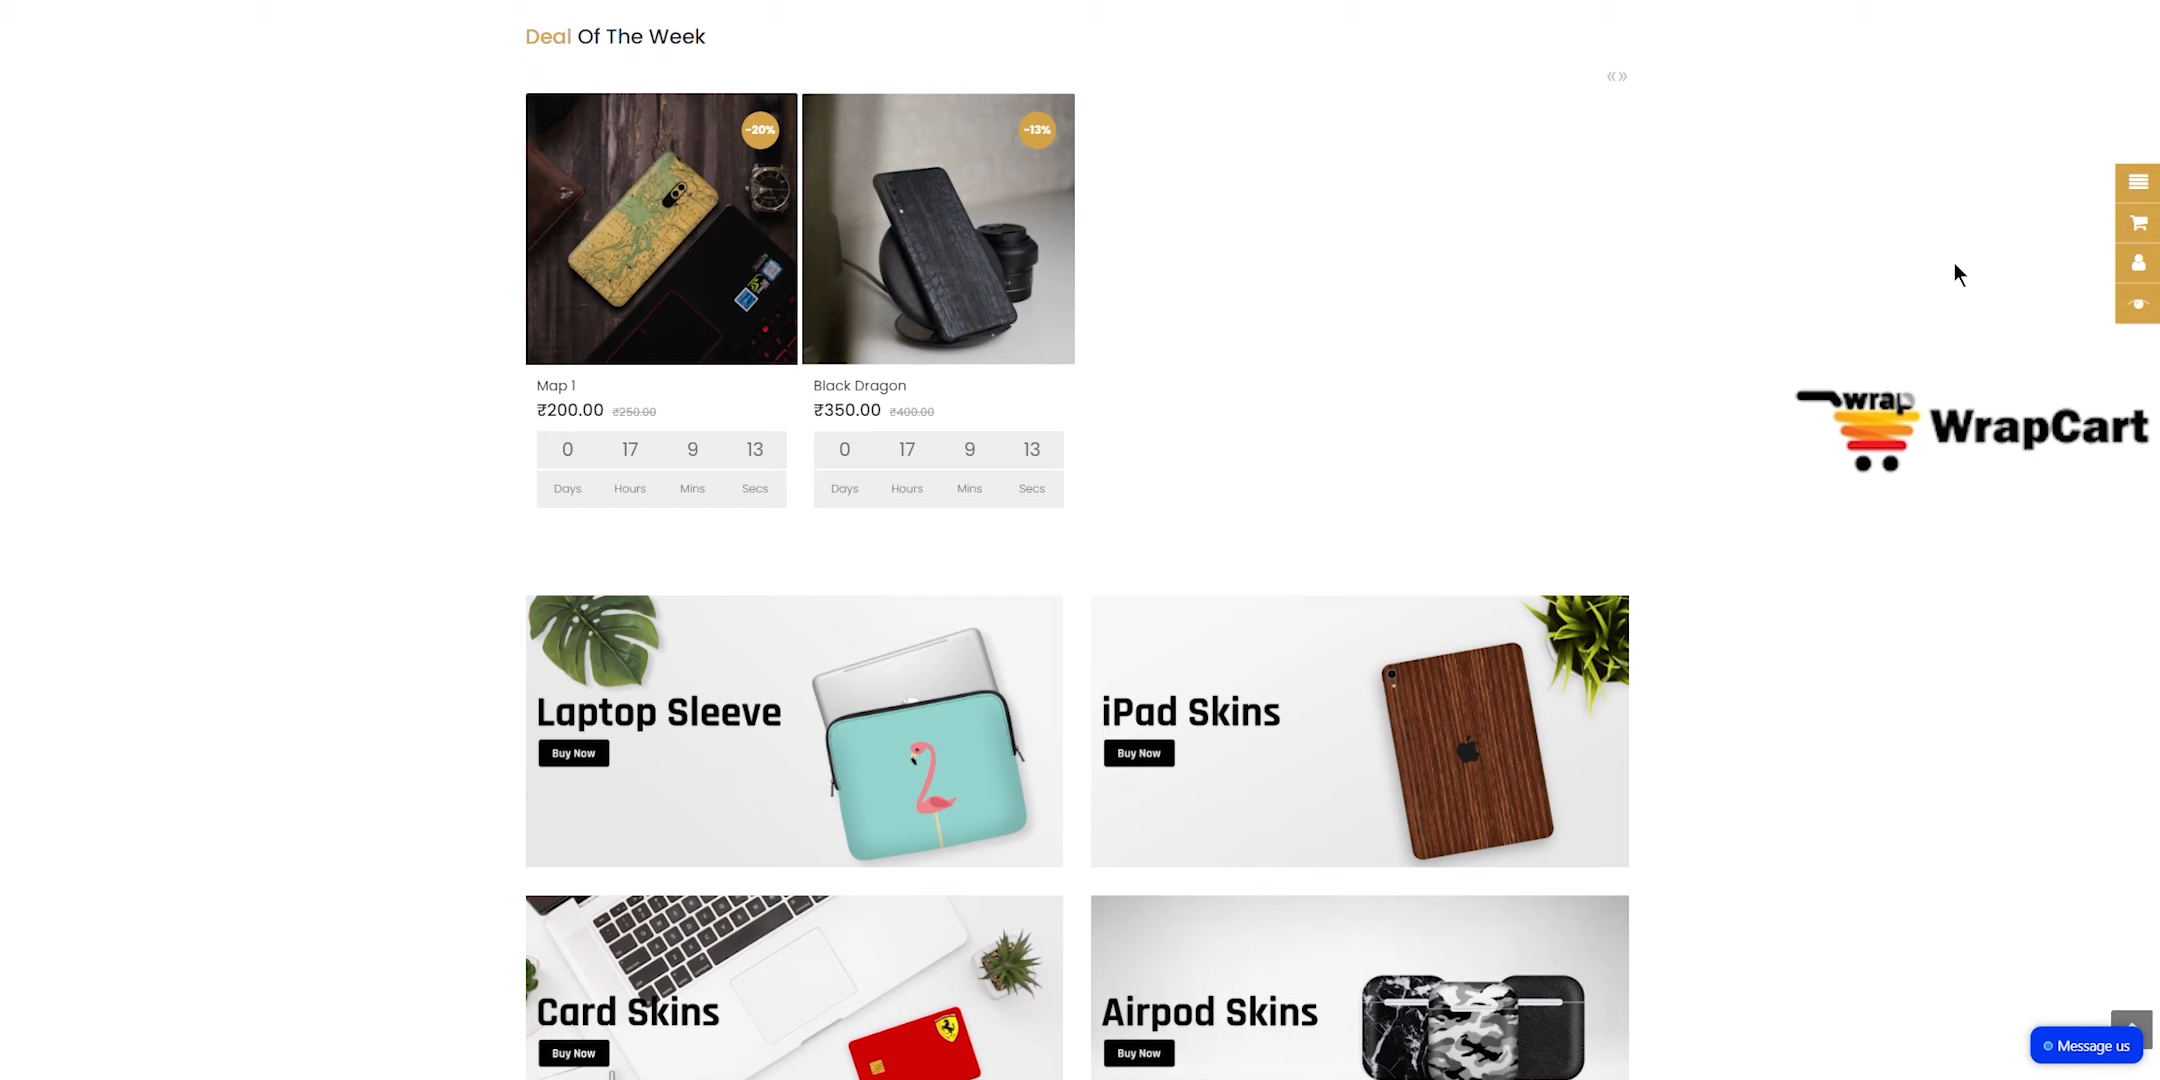 Deal Of The Week
«»
-20%
-13%
Map 1
₹200.00 ₹250.00
0 17 9 13
Days Hours Mins Secs
Black Dragon
₹350.00 ₹400.00
0 17 9 13
Days Hours Mins Secs
wrap
WrapCart
Laptop Sleeve
Buy Now
iPad Skins
Buy Now
Card Skins
Buy Now
Airpod Skins
Buy Now
Message us